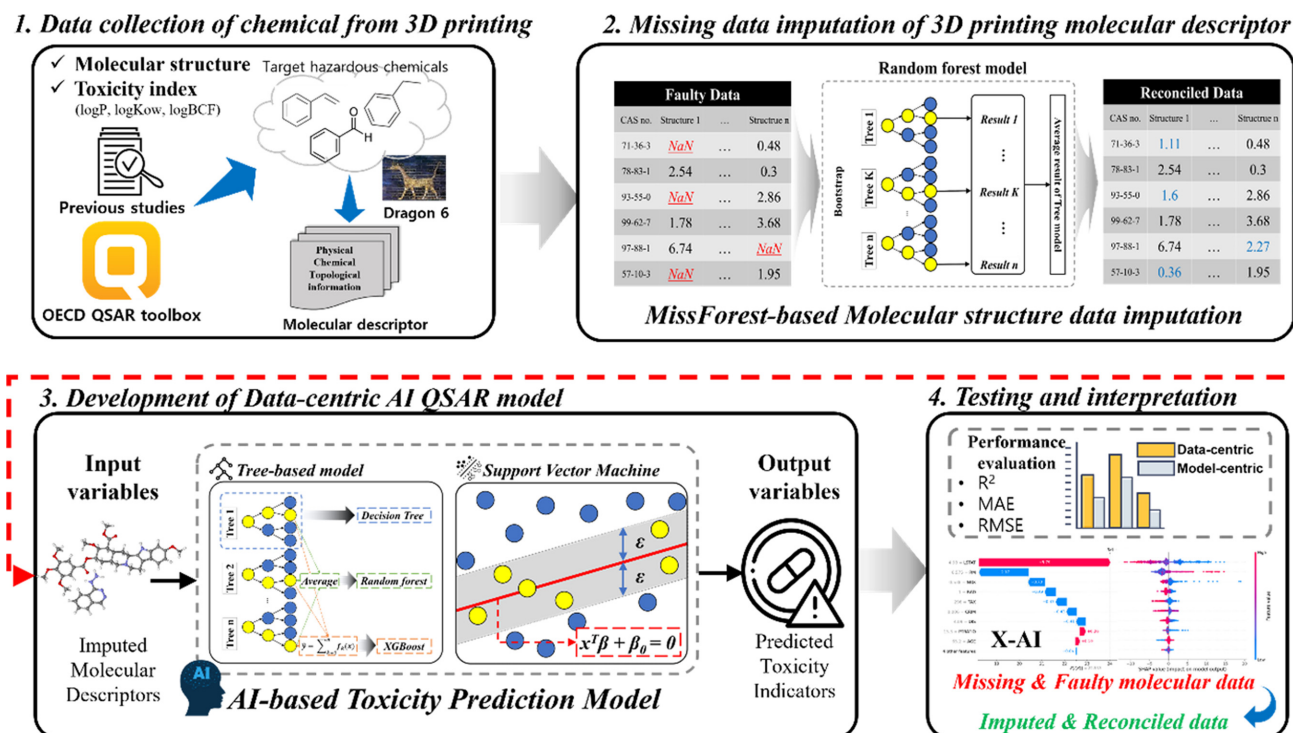 1. Data collection of chemical from 3D printing
✓ Molecular structure
✓ Toxicity index
(logP, logKow, logBCF)
Target hazardous chemicals
O
H
Previous studies
Dragon 6
OECD QSAR toolbox
Physical
Chemical
Topological
information
Molecular descriptor
2. Missing data imputation of 3D printing molecular descriptor
Faulty Data
CAS no. Structure 1 … Structrue n
71-36-3 NaN … 0.48
78-83-1 2.54 … 0.3
93-55-0 NaN … 2.86
99-62-7 1.78 … 3.68
97-88-1 6.74 … NaN
57-10-3 NaN … 1.95
Random forest model
Bootstrap
Tree 1
Tree K
Tree n
Result 1
Result K
Result n
Average result of Tree model
Reconciled Data
CAS no. Structure 1 … Structrue n
71-36-3 1.11 … 0.48
78-83-1 2.54 … 0.3
93-55-0 1.6 … 2.86
99-62-7 1.78 … 3.68
97-88-1 6.74 … 2.27
57-10-3 0.36 … 1.95
MissForest-based Molecular structure data imputation
3. Development of Data-centric AI QSAR model
Input
variables
Imputed
Molecular
Descriptors
Tree-based model
Tree 1
Tree 2
Tree n
Decision Tree
Average
Random forest
XGBoost
Support Vector Machine
ε
ε
xᵀβ + β₀ = 0
AI
AI-based Toxicity Prediction Model
Output
variables
Predicted
Toxicity
Indicators
4. Testing and interpretation
Performance
evaluation
• R²
• MAE
• RMSE
Data-centric
Model-centric
X-AI
SHAP value (impact on model output)
Missing & Faulty molecular data
Imputed & Reconciled data